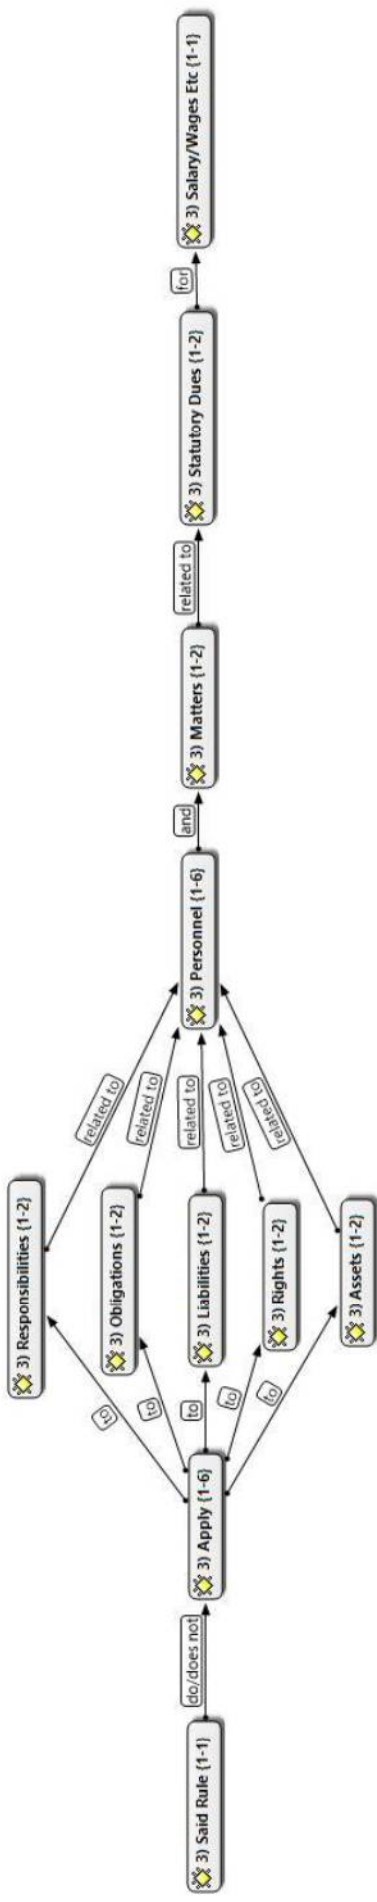 3) Said Rule {1-1}
do/does not
3) Apply {1-6}
to
to
to
to
to
3) Responsibilities {1-2}
3) Obligations {1-2}
3) Liabilities {1-2}
3) Rights {1-2}
3) Assets {1-2}
related to
related to
related to
related to
related to
3) Personnel {1-6}
and
3) Matters {1-2}
related to
3) Statutory Dues {1-2}
for
3) Salary/Wages Etc {1-1}